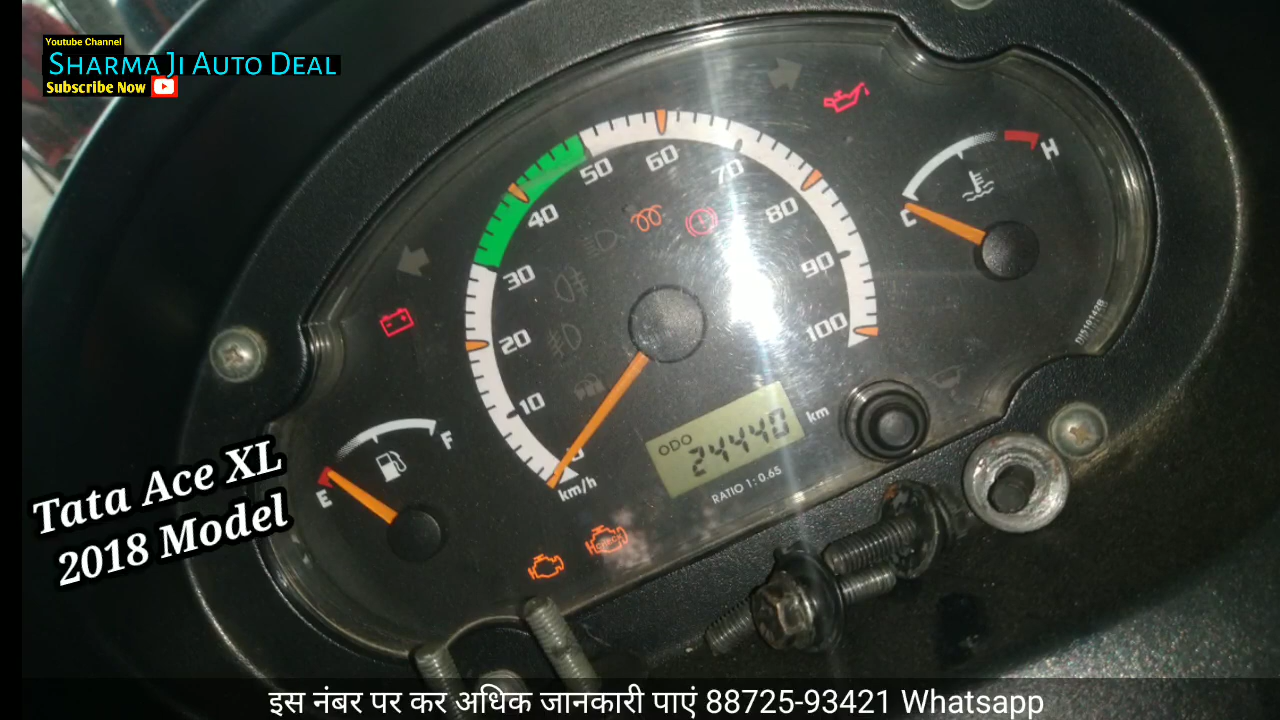 Youtube Channel
SHARMA JI AUTO DEAL
Subscribe Now
H
C
50
60
70
40
80
30
90
20
100
10
km/h
F
E
ODO
24440
km
RATIO 1: 0.65
CHECK
Tata Ace XL
2018 Model
इस नंबर पर कर अधिक जानकारी पाएं 88725-93421 Whatsapp